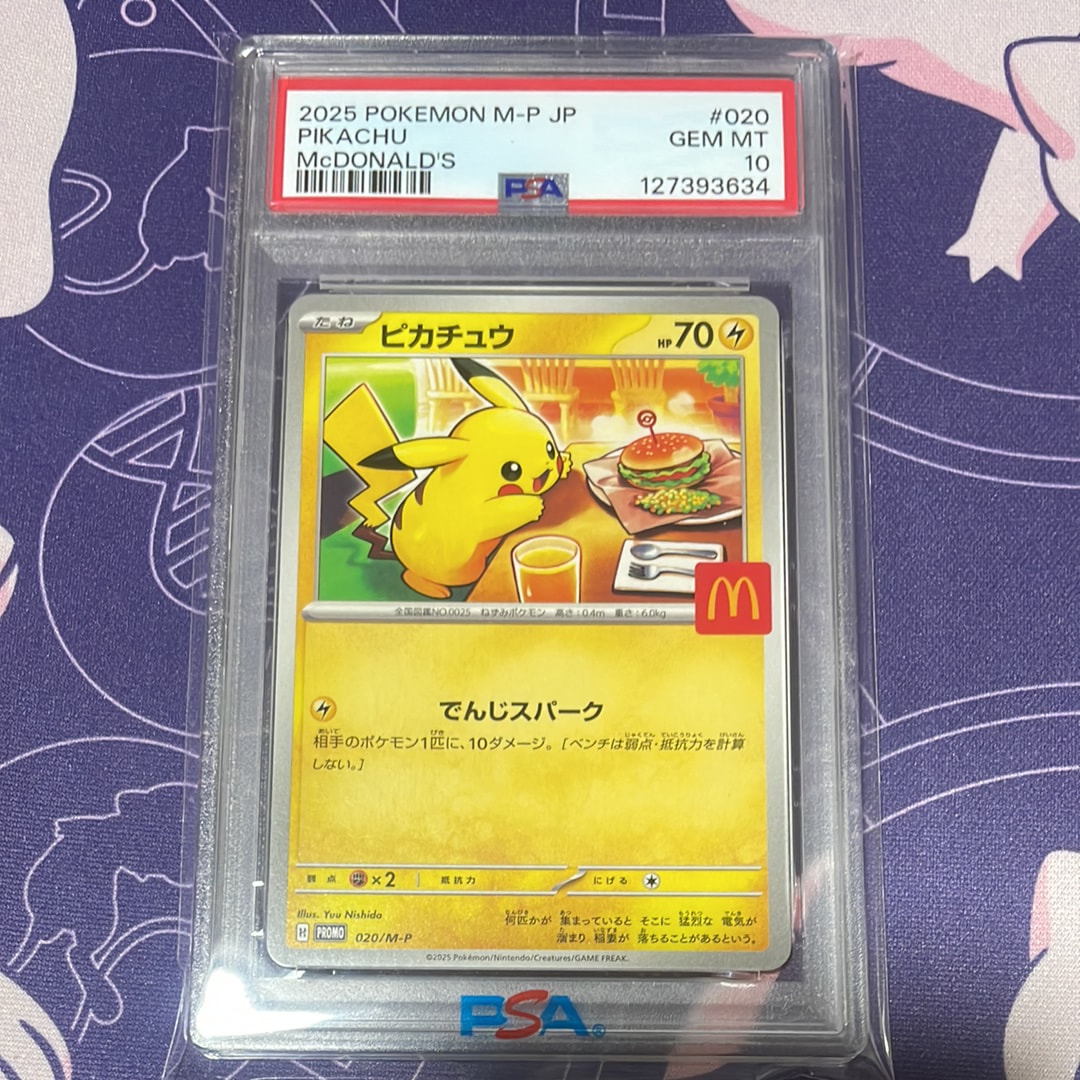 2025 POKEMON M-P JP #020
PIKACHU GEM MT
McDONALD'S 10
127393634
PSA
たね ピカチュウ HP70
M
全国図鑑NO.0025 ねずみポケモン 高さ:0.4m 重さ:6.0kg
でんじスパーク
相手のポケモン1匹に、10ダメージ。[ベンチは弱点・抵抗力を計算
しない。]
弱点 ×2 抵抗力 にげる
Illus. Yuu Nishida
何匹かが 集まっていると そこに 猛烈な 電気が
溜まり 稲妻が 落ちることがあるという。
PROMO 020/M-P
©2025 Pokémon/Nintendo/Creatures/GAME FREAK.
PSA®